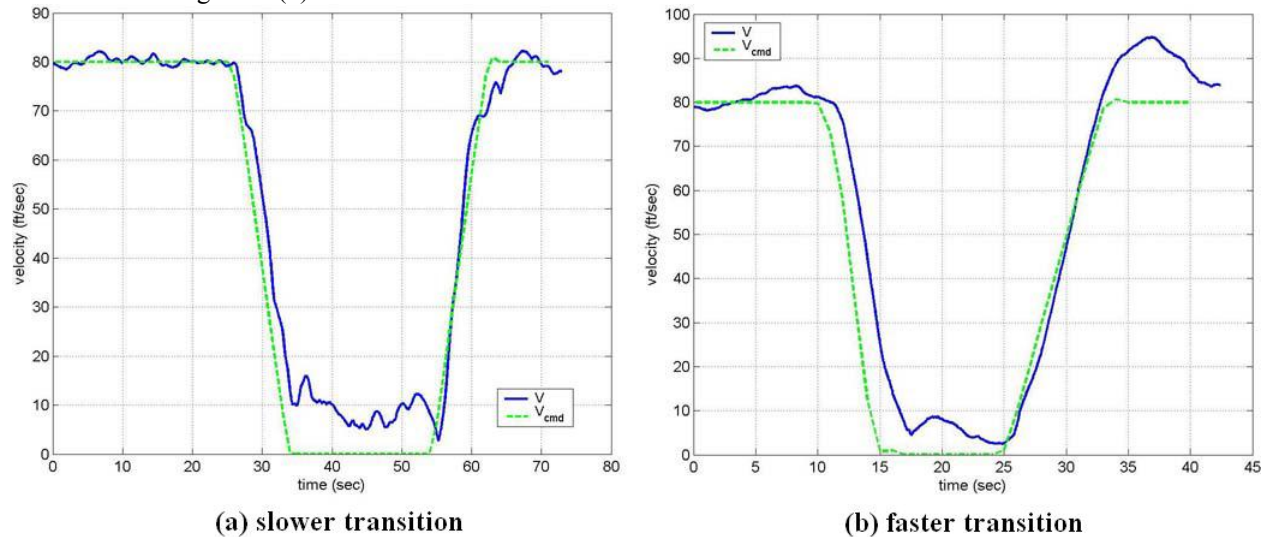 90
80
70
60
50
40
30
20
10
0
velocity (ft/sec)
V
Vcmd
0 10 20 30 40 50 60 70 80
time (sec)
(a) slower transition
100
90
80
70
60
50
40
30
20
10
0
velocity (ft/sec)
V
Vcmd
0 5 10 15 20 25 30 35 40 45
time (sec)
(b) faster transition